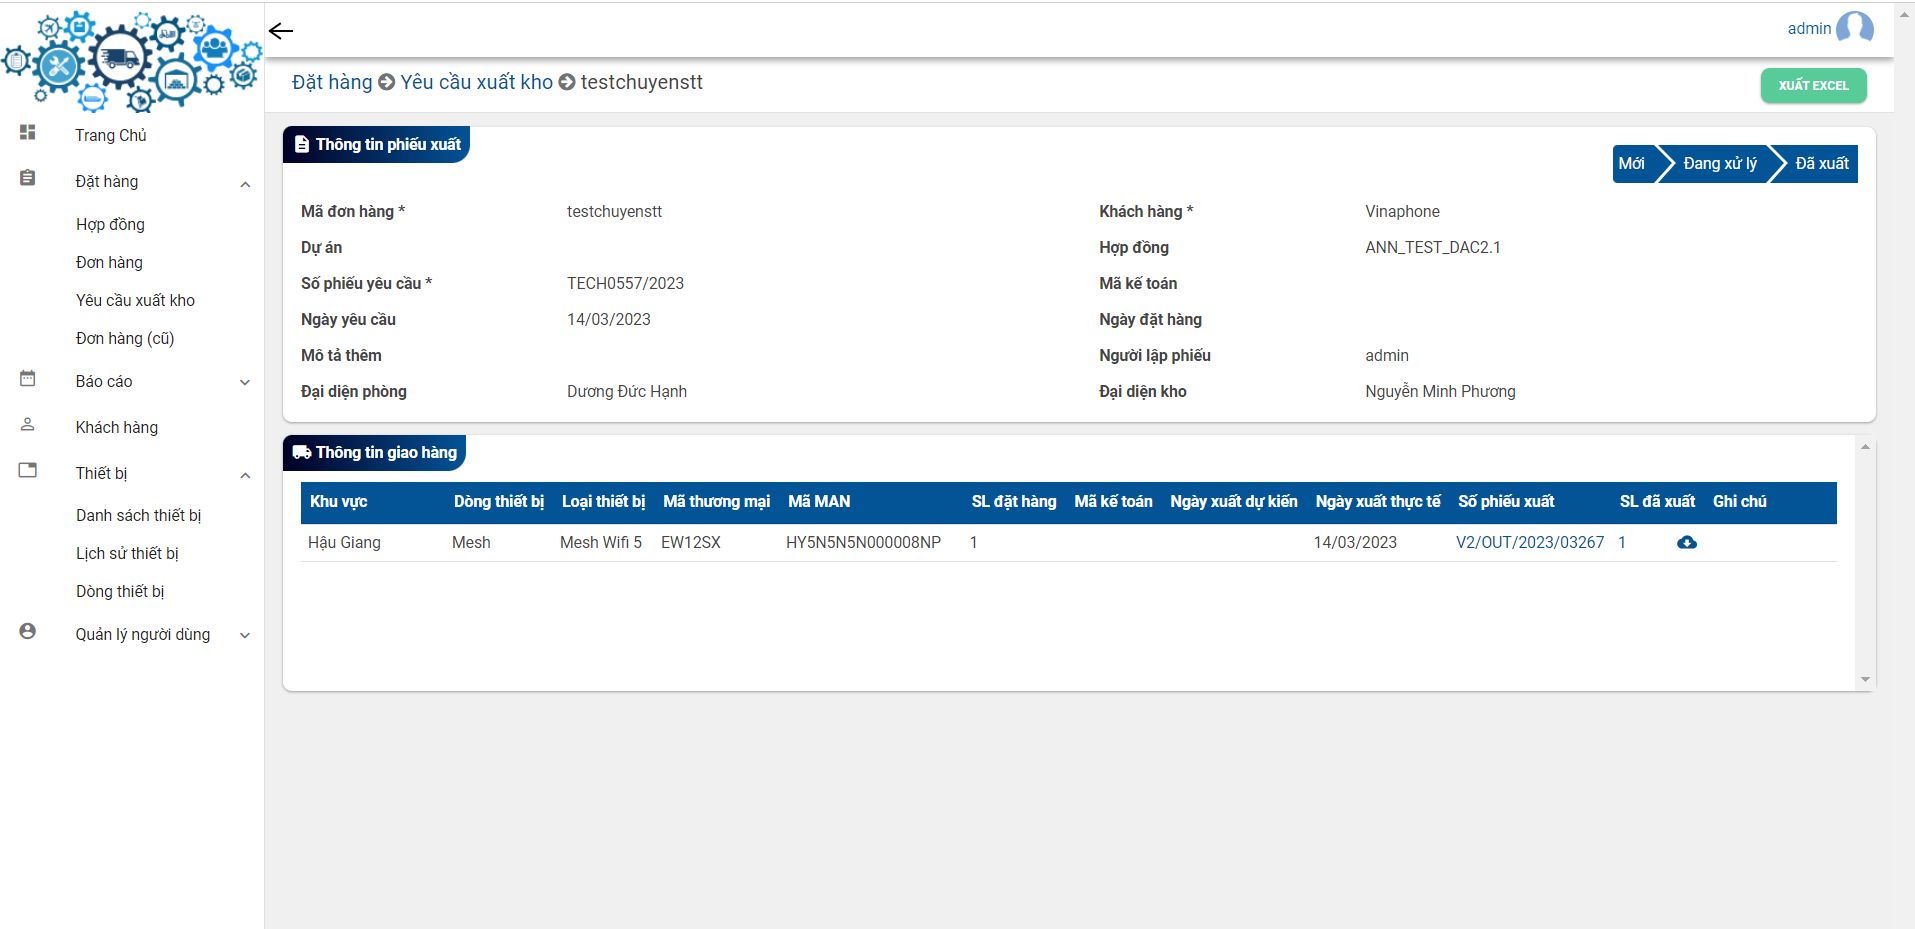 admin
Đặt hàng Yêu cầu xuất kho testchuyenstt
XUẤT EXCEL
Trang Chủ
Đặt hàng
Hợp đồng
Đơn hàng
Yêu cầu xuất kho
Đơn hàng (cũ)
Báo cáo
Khách hàng
Thiết bị
Danh sách thiết bị
Lịch sử thiết bị
Dòng thiết bị
Quản lý người dùng
Thông tin phiếu xuất
Mới Đang xử lý Đã xuất
Mã đơn hàng * testchuyenstt Khách hàng * Vinaphone
Dự án Hợp đồng ANN_TEST_DAC2.1
Số phiếu yêu cầu * TECH0557/2023 Mã kế toán
Ngày yêu cầu 14/03/2023 Ngày đặt hàng
Mô tả thêm Người lập phiếu admin
Đại diện phòng Dương Đức Hạnh Đại diện kho Nguyễn Minh Phương
Thông tin giao hàng
Khu vực Dòng thiết bị Loại thiết bị Mã thương mại Mã MAN SL đặt hàng Mã kế toán Ngày xuất dự kiến Ngày xuất thực tế Số phiếu xuất SL đã xuất Ghi chú
Hậu Giang Mesh Mesh Wifi 5 EW12SX HY5N5N5N000008NP 1 14/03/2023 V2/OUT/2023/03267 1